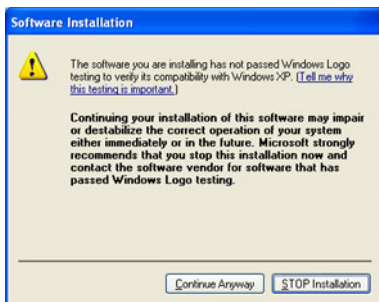 Software Installation
The software you are installing has not passed Windows Logo
testing to verify its compatibility with Windows XP. (Tell me why
this testing is important.)
Continuing your installation of this software may impair
or destabilize the correct operation of your system
either immediately or in the future. Microsoft strongly
recommends that you stop this installation now and
contact the software vendor for software that has
passed Windows Logo testing.
Continue Anyway
STOP Installation